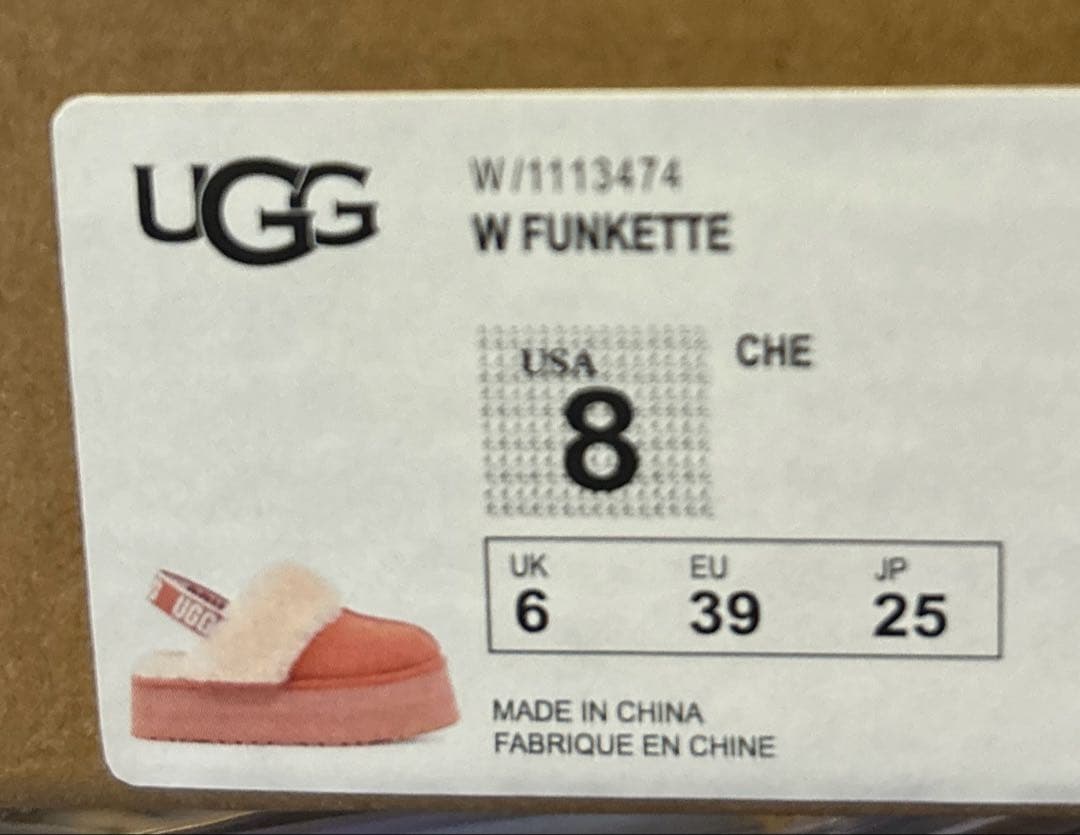 UGG
W/1113474
W FUNKETTE
USA
8
CHE
UK EU JP
6 39 25
UGG
MADE IN CHINA
FABRIQUE EN CHINE